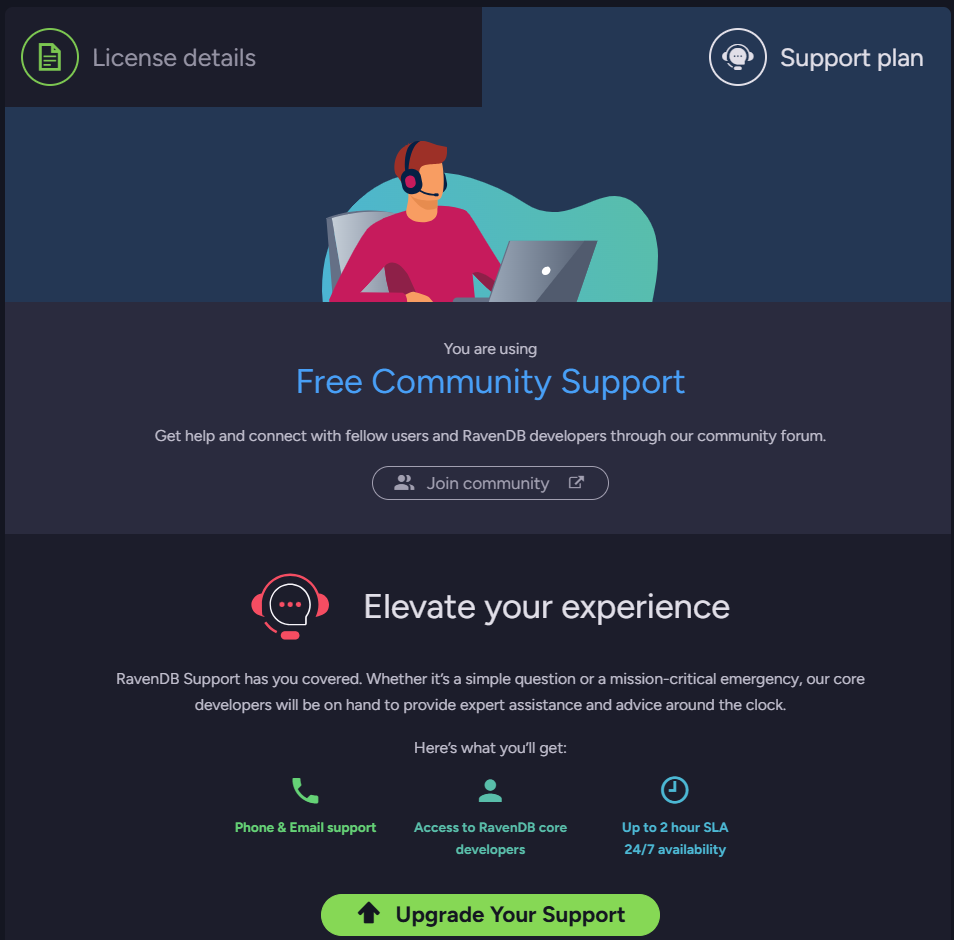 License details
Support plan
You are using
Free Community Support
Get help and connect with fellow users and RavenDB developers through our community forum.
Join community
Elevate your experience
RavenDB Support has you covered. Whether it's a simple question or a mission-critical emergency, our core
developers will be on hand to provide expert assistance and advice around the clock.
Here's what you'll get:
Phone & Email support
Access to RavenDB core
developers
Up to 2 hour SLA
24/7 availability
Upgrade Your Support